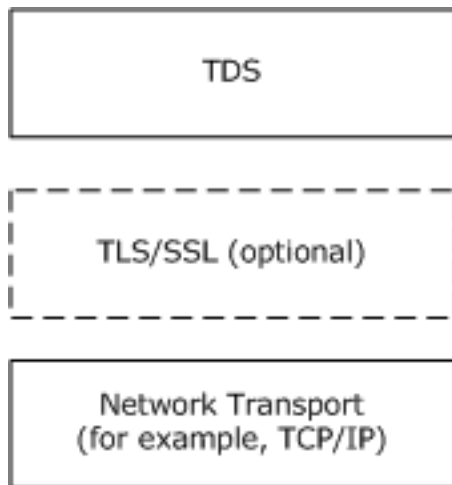 TDS
TLS/SSL (optional)
Network Transport
(for example, TCP/IP)